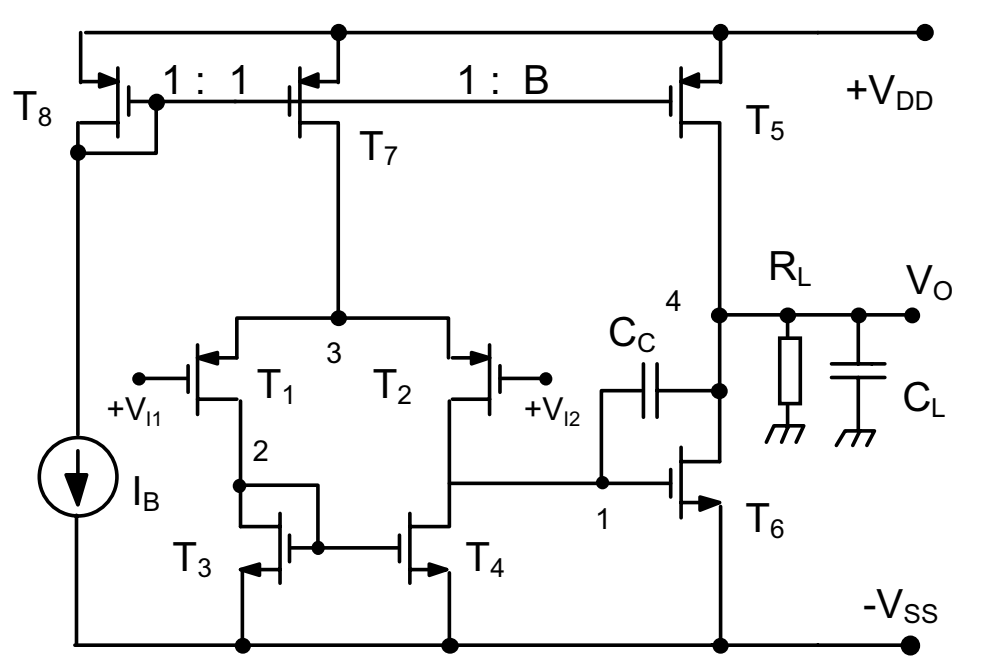 T8
1 : 1
1 : B
+VDD
T5
T7
RL
VO
4
CC
3
T1
T2
+VI1
+VI2
CL
2
IB
1
T6
T3
T4
-VSS